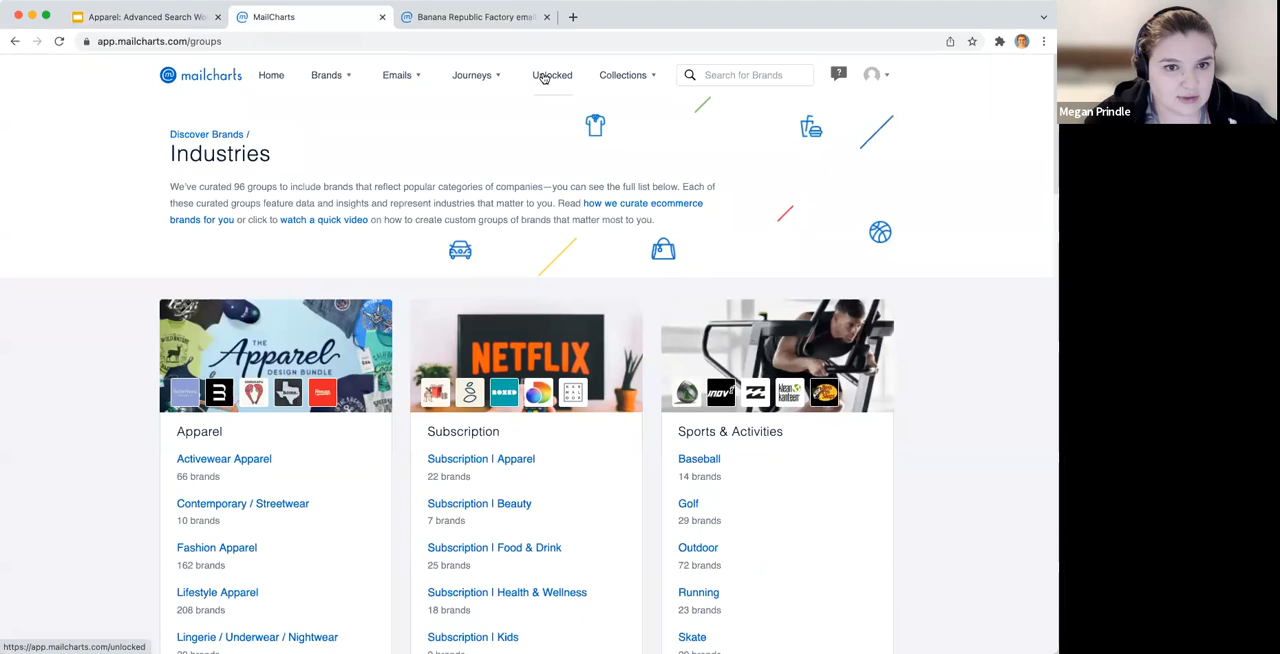 Apparel: Advanced Search Wo
MailCharts
Banana Republic Factory emai
app.mailcharts.com/groups
mailcharts
Home
Brands
Emails
Journeys
Unlocked
Collections
Search for Brands
Megan Prindle
Discover Brands /
Industries
We've curated 96 groups to include brands that reflect popular categories of companies—you can see the full list below. Each of
these curated groups feature data and insights and represent industries that matter to you. Read how we curate ecommerce
brands for you or click to watch a quick video on how to create custom groups of brands that matter most to you.
THE
Apparel
DESIGN BUNDLE
NETFLIX
BOXED
Apparel
Activewear Apparel
66 brands
Contemporary / Streetwear
10 brands
Fashion Apparel
162 brands
Lifestyle Apparel
208 brands
Lingerie / Underwear / Nightwear
Subscription
Subscription | Apparel
22 brands
Subscription | Beauty
7 brands
Subscription | Food & Drink
25 brands
Subscription | Health & Wellness
18 brands
Subscription | Kids
Sports & Activities
Baseball
14 brands
Golf
29 brands
Outdoor
72 brands
Running
23 brands
Skate
https://app.mailcharts.com/unlocked